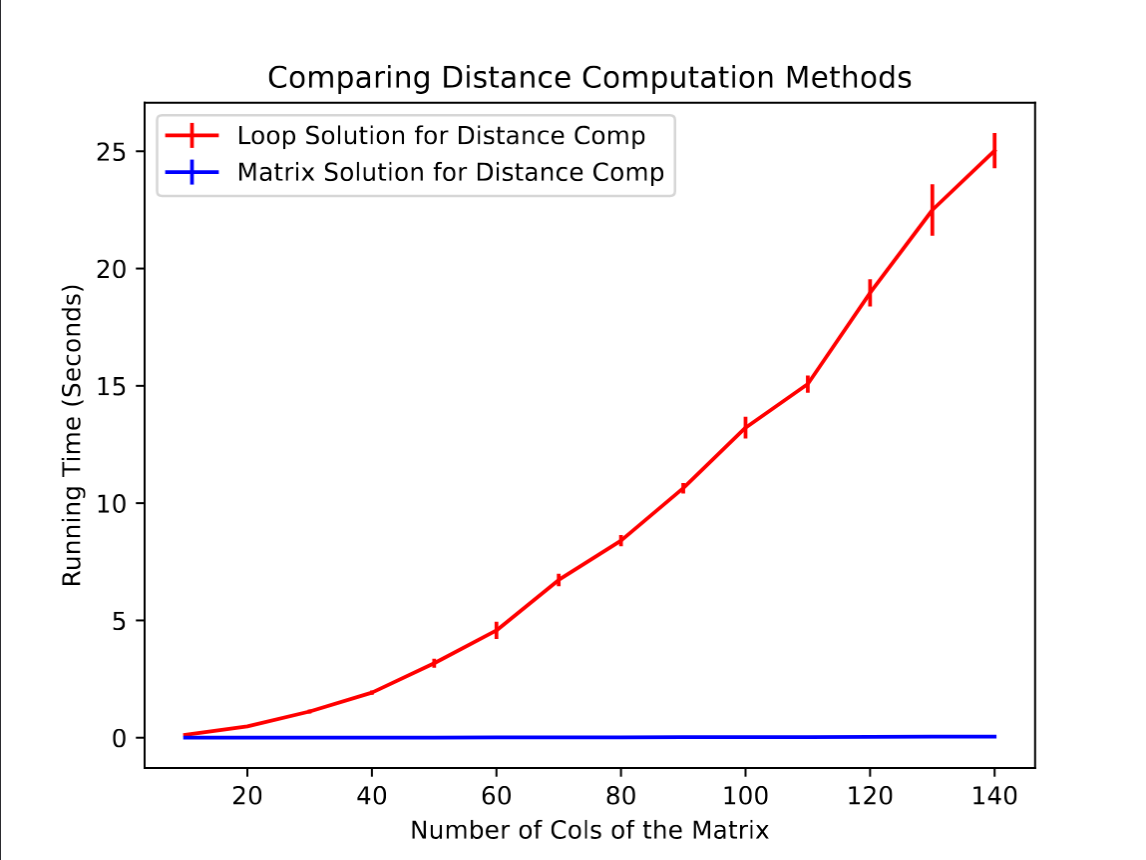 Comparing Distance Computation Methods
Loop Solution for Distance Comp
Matrix Solution for Distance Comp
Running Time (Seconds)
25
20
15
10
5
0
20 40 60 80 100 120 140
Number of Cols of the Matrix